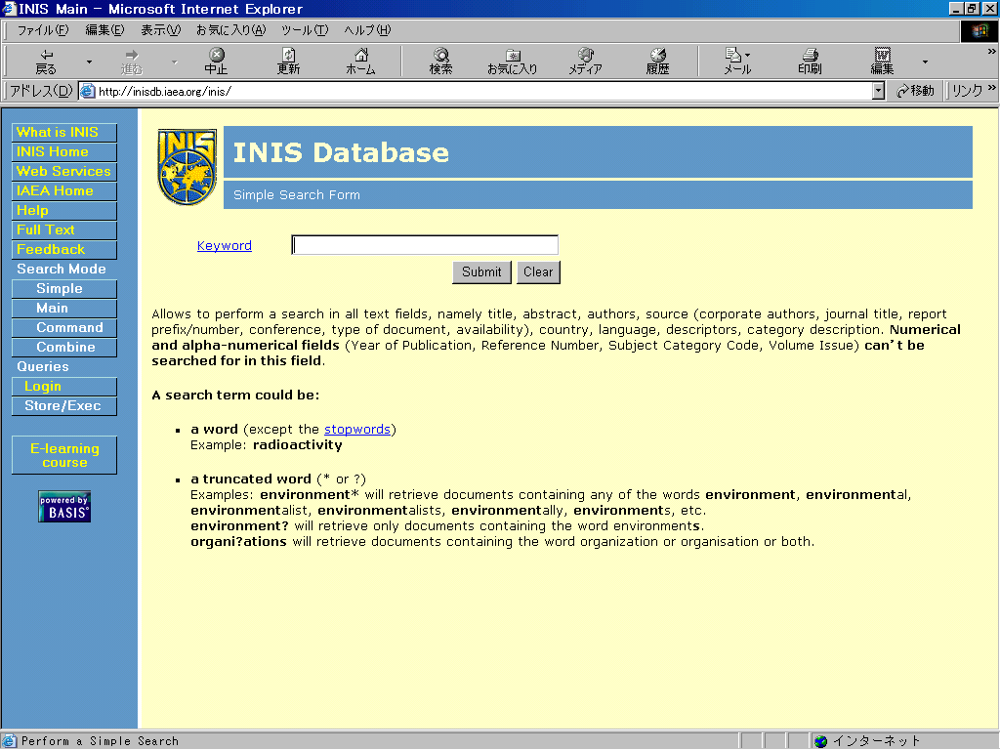 INIS Main - Microsoft Internet Explorer
ファイル(F) 編集(E) 表示(V) お気に入り(A) ツール(T) ヘルプ(H)
戻る 進む 中止 更新 ホーム 検索 お気に入り メディア 履歴 メール 印刷 編集 »
アドレス(D) http://inisdb.iaea.org/inis/ 移動 リンク »
What is INIS
INIS Home
Web Services
IAEA Home
Help
Full Text
Feedback
Search Mode
Simple
Main
Command
Combine
Queries
Login
Store/Exec
E-learning
course
powered by
BASIS
INIS
INIS Database
Simple Search Form
Keyword
Submit Clear
Allows to perform a search in all text fields, namely title, abstract, authors, source (corporate authors, journal title, report
prefix/number, conference, type of document, availability), country, language, descriptors, category description. Numerical
and alpha-numerical fields (Year of Publication, Reference Number, Subject Category Code, Volume Issue) can't be
searched for in this field.
A search term could be:
▪ a word (except the stopwords)
Example: radioactivity
▪ a truncated word (* or ?)
Examples: environment* will retrieve documents containing any of the words environment, environmental,
environmentalist, environmentalists, environmentally, environments, etc.
environment? will retrieve only documents containing the word environments.
organi?ations will retrieve documents containing the word organization or organisation or both.
Perform a Simple Search インターネット